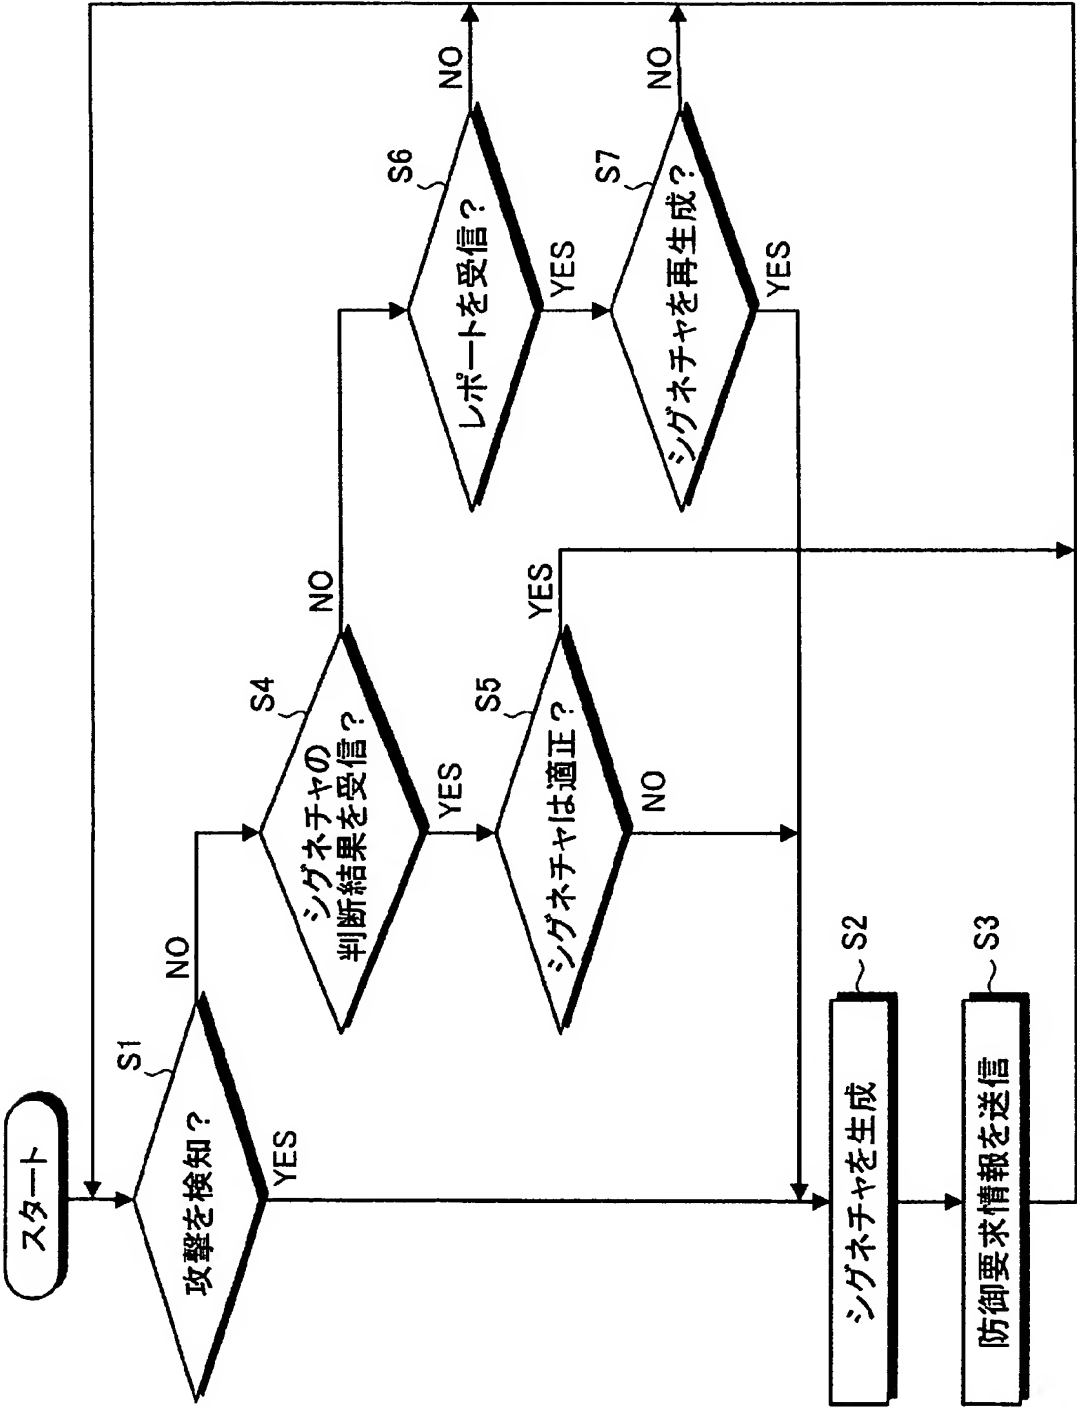 スタート
S1
攻撃を検知?
NO
YES
S4
シグネチャの
判断結果を受信?
NO
YES
S6
レポートを受信?
NO
YES
S5
シグネチャは適正?
YES
NO
S7
シグネチャを再生成?
NO
YES
シグネチャを生成
S2
防御要求情報を送信
S3